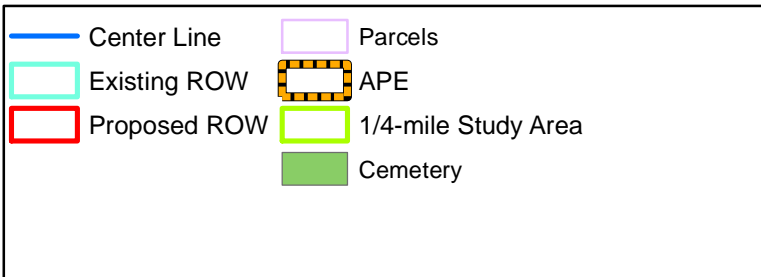 Center Line
Existing ROW
Proposed ROW
Parcels
APE
1/4-mile Study Area
Cemetery